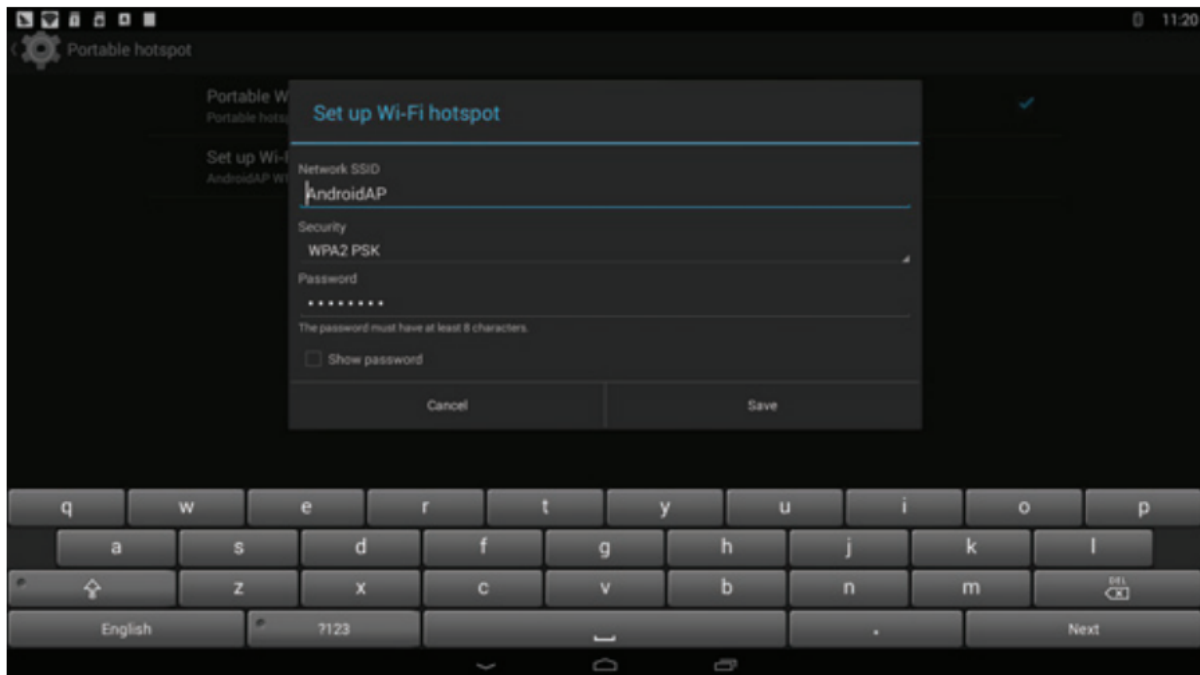 11:20
Portable hotspot
Portable W
Portable hots
Set up Wi-F
AndroidAP W
Set up Wi-Fi hotspot
Network SSID
AndroidAP
Security
WPA2 PSK
Password
••••••••
The password must have at least 8 characters.
Show password
Cancel Save
q w e r t y u i o p
a s d f g h j k l
z x c v b n m DEL
English ?123 . Next